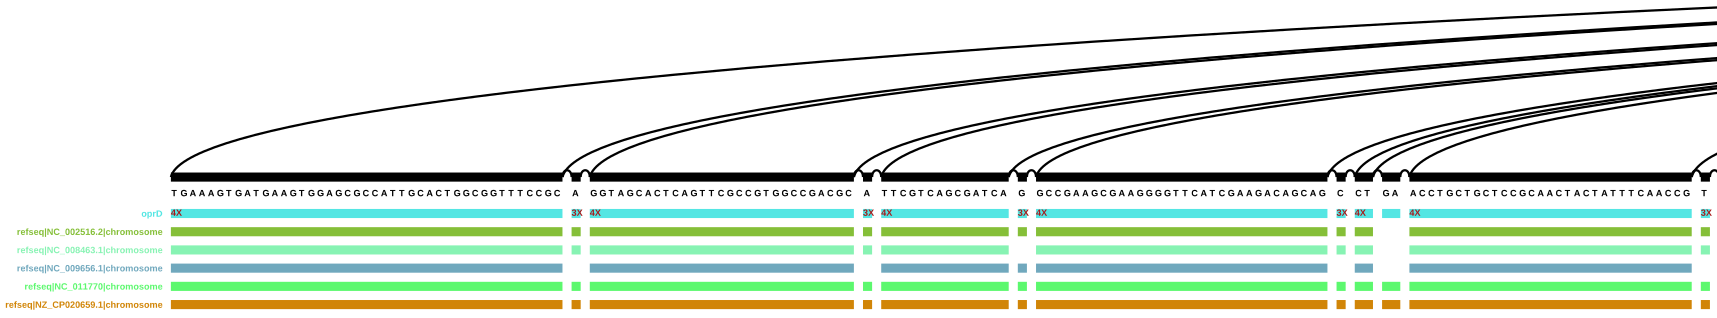 TGAAAGTGATGAAGTGGAGCGCCATTGCACTGGCGGTTTCCGC A GGTAGCACTCAGTTCGCCGTGGCCGACGC A TTCGTCAGCGATCA G GCCGAAGCGAAGGGGTTCATCGAAGACAGCAG C CT GA ACCTGCTGCTCCGCAACTACTATTTCAACCG T
oprD 4X 3X 4X 3X 4X 3X 4X 3X 4X 4X 3X
refseq|NC_002516.2|chromosome
refseq|NC_008463.1|chromosome
refseq|NC_009656.1|chromosome
refseq|NC_011770|chromosome
refseq|NZ_CP020659.1|chromosome